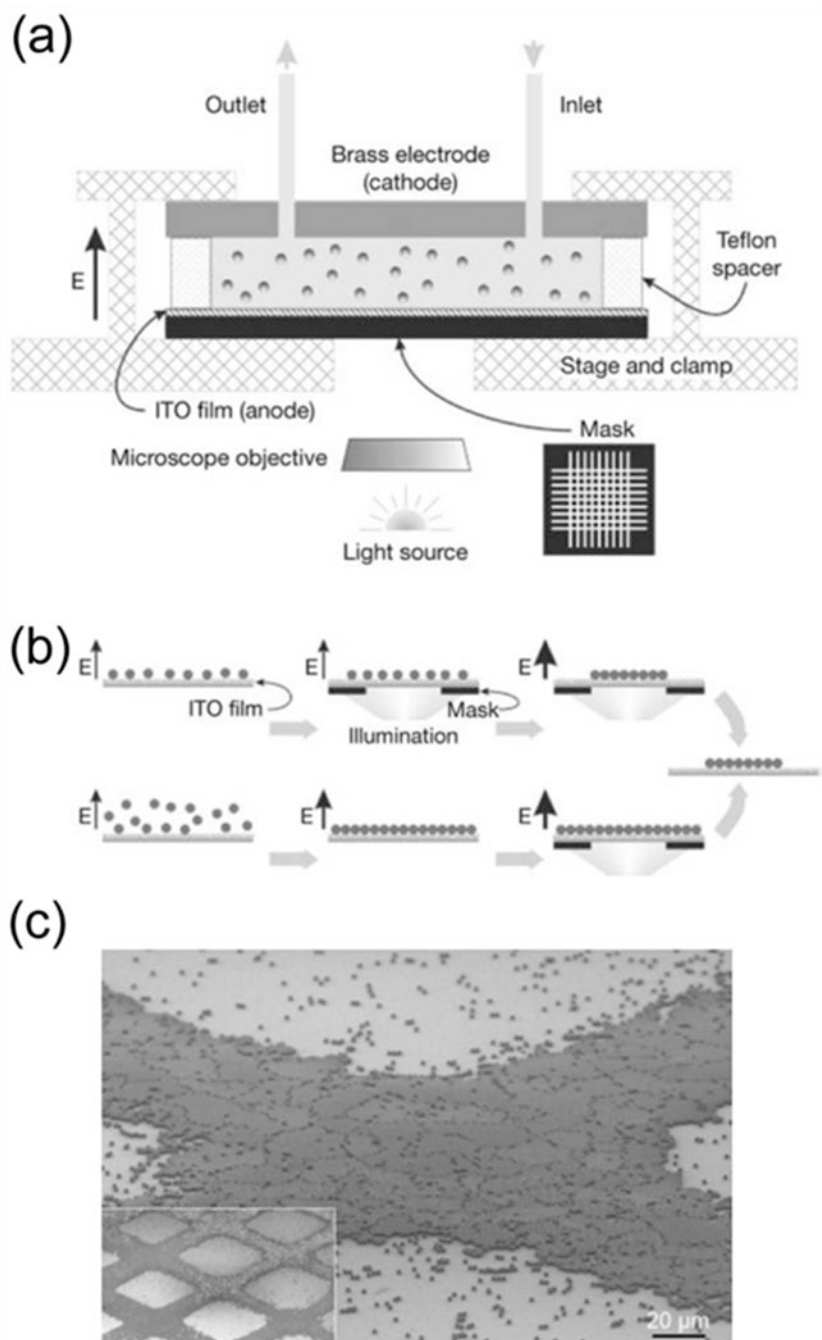 (a)
Outlet
Inlet
Brass electrode
(cathode)
E
Teflon
spacer
Stage and clamp
ITO film (anode)
Mask
Microscope objective
Light source
(b)
E
E
E
ITO film
Mask
Illumination
E
E
E
(c)
20 µm